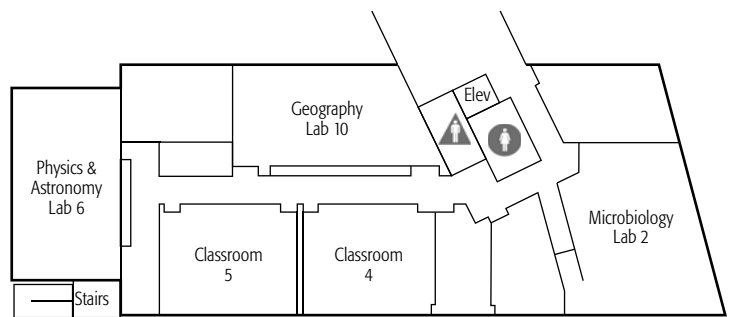 Elev
Geography
Lab 10
Physics &
Astronomy
Lab 6
Microbiology
Lab 2
Classroom
5
Classroom
4
Stairs